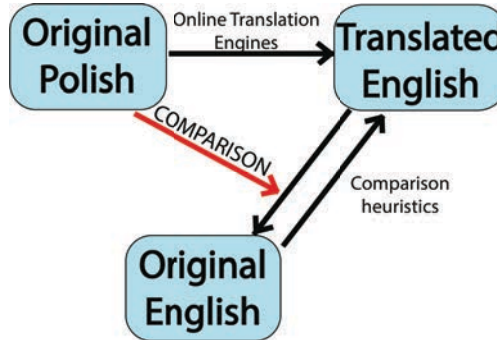 Original
Polish
Online Translation
Engines
Translated
English
COMPARISON
Comparison
heuristics
Original
English